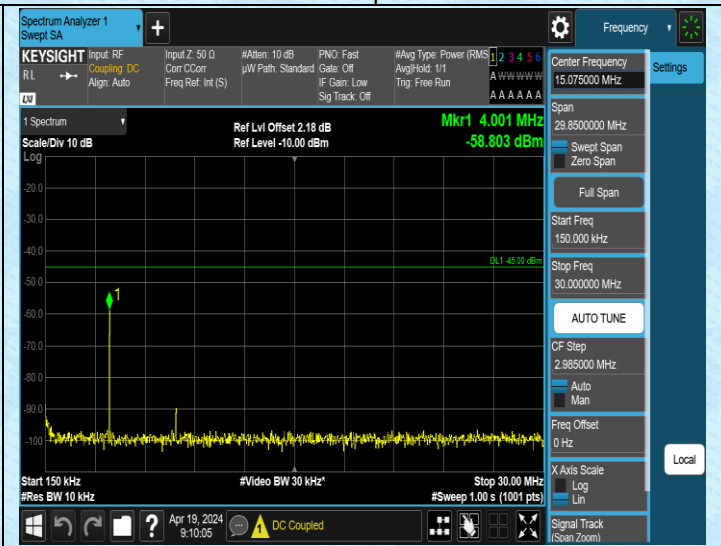 Spectrum Analyzer 1
Swept SA
+
Frequency
KEYSIGHT
RL
LXI
Input: RF
Coupling: DC
Align: Auto
Input Z: 50 Ω
Corr CCorr
Freq Ref: Int (S)
#Atten: 10 dB
µW Path: Standard
PNO: Fast
Gate: Off
IF Gain: Low
Sig Track: Off
#Avg Type: Power (RMS
Avg|Hold: 1/1
Trig: Free Run
1 2 3 4 5 6
A W W W W W
A A A A A A
Settings
Center Frequency
15.075000 MHz
Span
29.8500000 MHz
Swept Span
Zero Span
Full Span
Start Freq
150.000 kHz
Stop Freq
30.000000 MHz
AUTO TUNE
CF Step
2.985000 MHz
Auto
Man
Freq Offset
0 Hz
X Axis Scale
Log
Lin
Signal Track
(Span Zoom)
Local
1 Spectrum
Scale/Div 10 dB
Ref Lvl Offset 2.18 dB
Ref Level -10.00 dBm
Mkr1 4.001 MHz
-58.803 dBm
Log
-20.0
-30.0
-40.0
DL1 -45.00 dBm
-50.0
1
-60.0
-70.0
-80.0
-90.0
-100
Start 150 kHz
#Res BW 10 kHz
#Video BW 30 kHz*
Stop 30.00 MHz
#Sweep 1.00 s (1001 pts)
?
Apr 19, 2024
9:10:05
DC Coupled